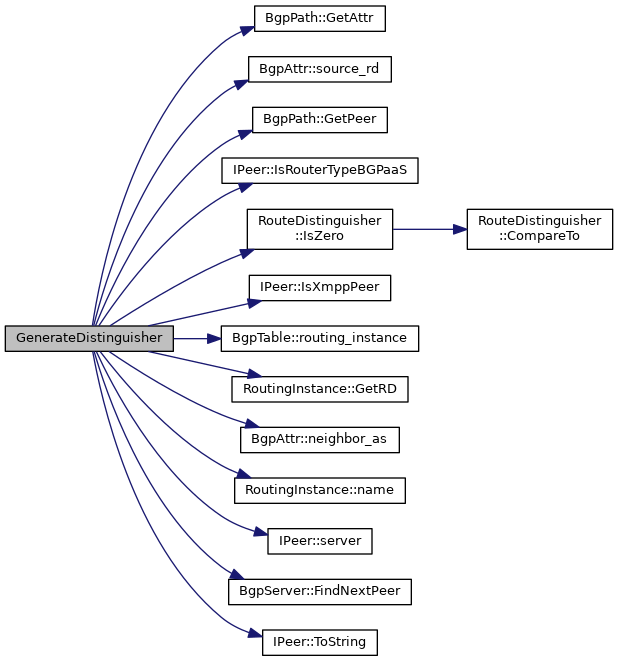 BgpPath::GetAttr
BgpAttr::source_rd
BgpPath::GetPeer
IPeer::IsRouterTypeBGPaaS
RouteDistinguisher
::IsZero
RouteDistinguisher
::CompareTo
IPeer::IsXmppPeer
GenerateDistinguisher
BgpTable::routing_instance
RoutingInstance::GetRD
BgpAttr::neighbor_as
RoutingInstance::name
IPeer::server
BgpServer::FindNextPeer
IPeer::ToString